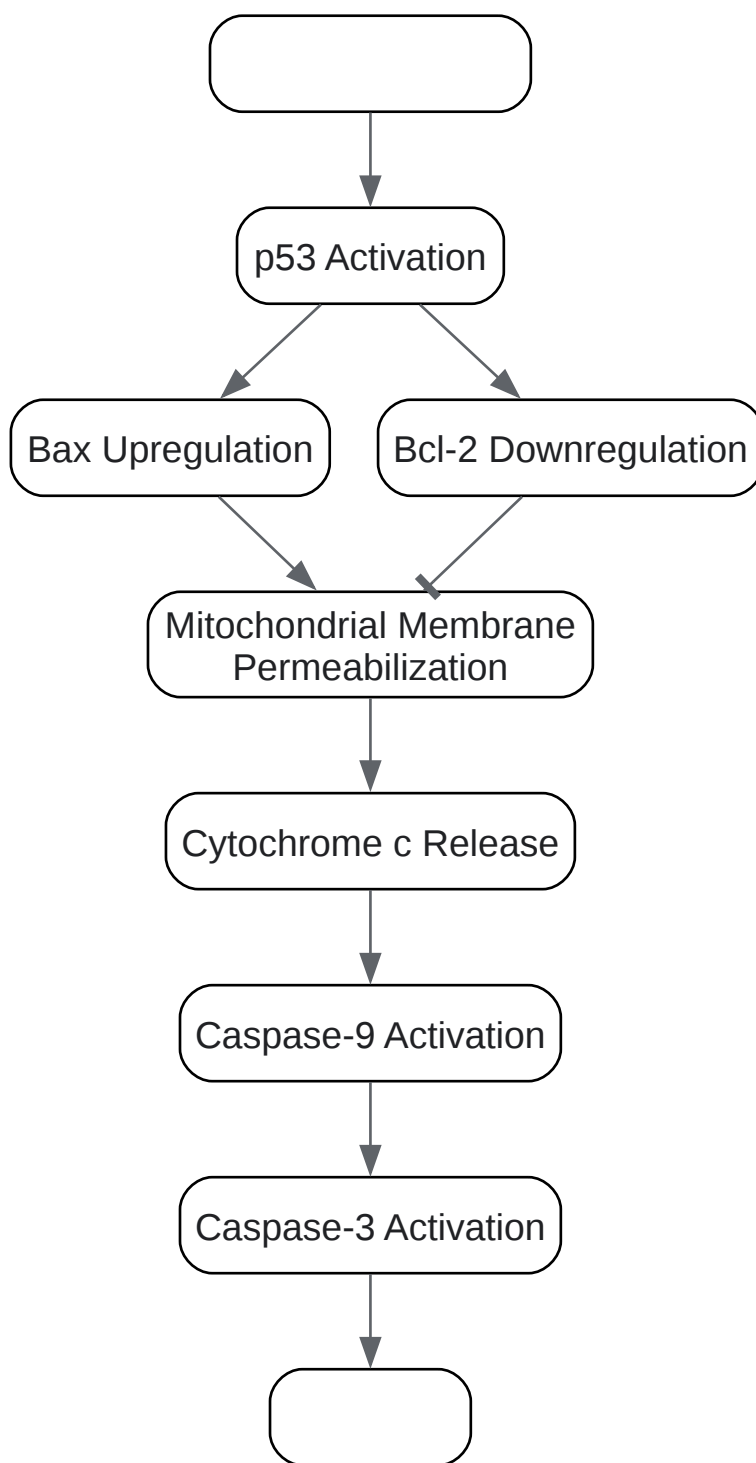 p53 Activation
Bax Upregulation
Bcl-2 Downregulation
Mitochondrial Membrane
Permeabilization
Cytochrome c Release
Caspase-9 Activation
Caspase-3 Activation